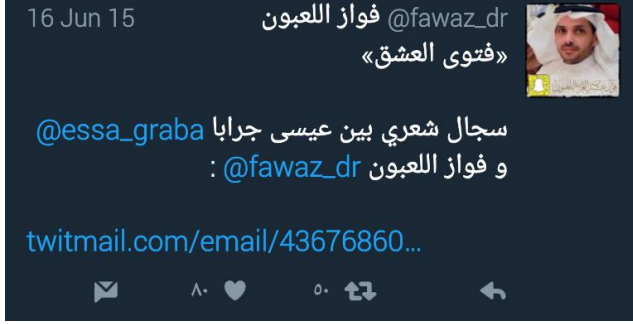 فواز اللعبون @fawaz_dr 16 Jun 15
«فتوى العشق»
سجال شعري بين عيسى جرابا @essa_graba
و فواز اللعبون @fawaz_dr :
twitmail.com/email/43676860...
٥٠ ٨٠